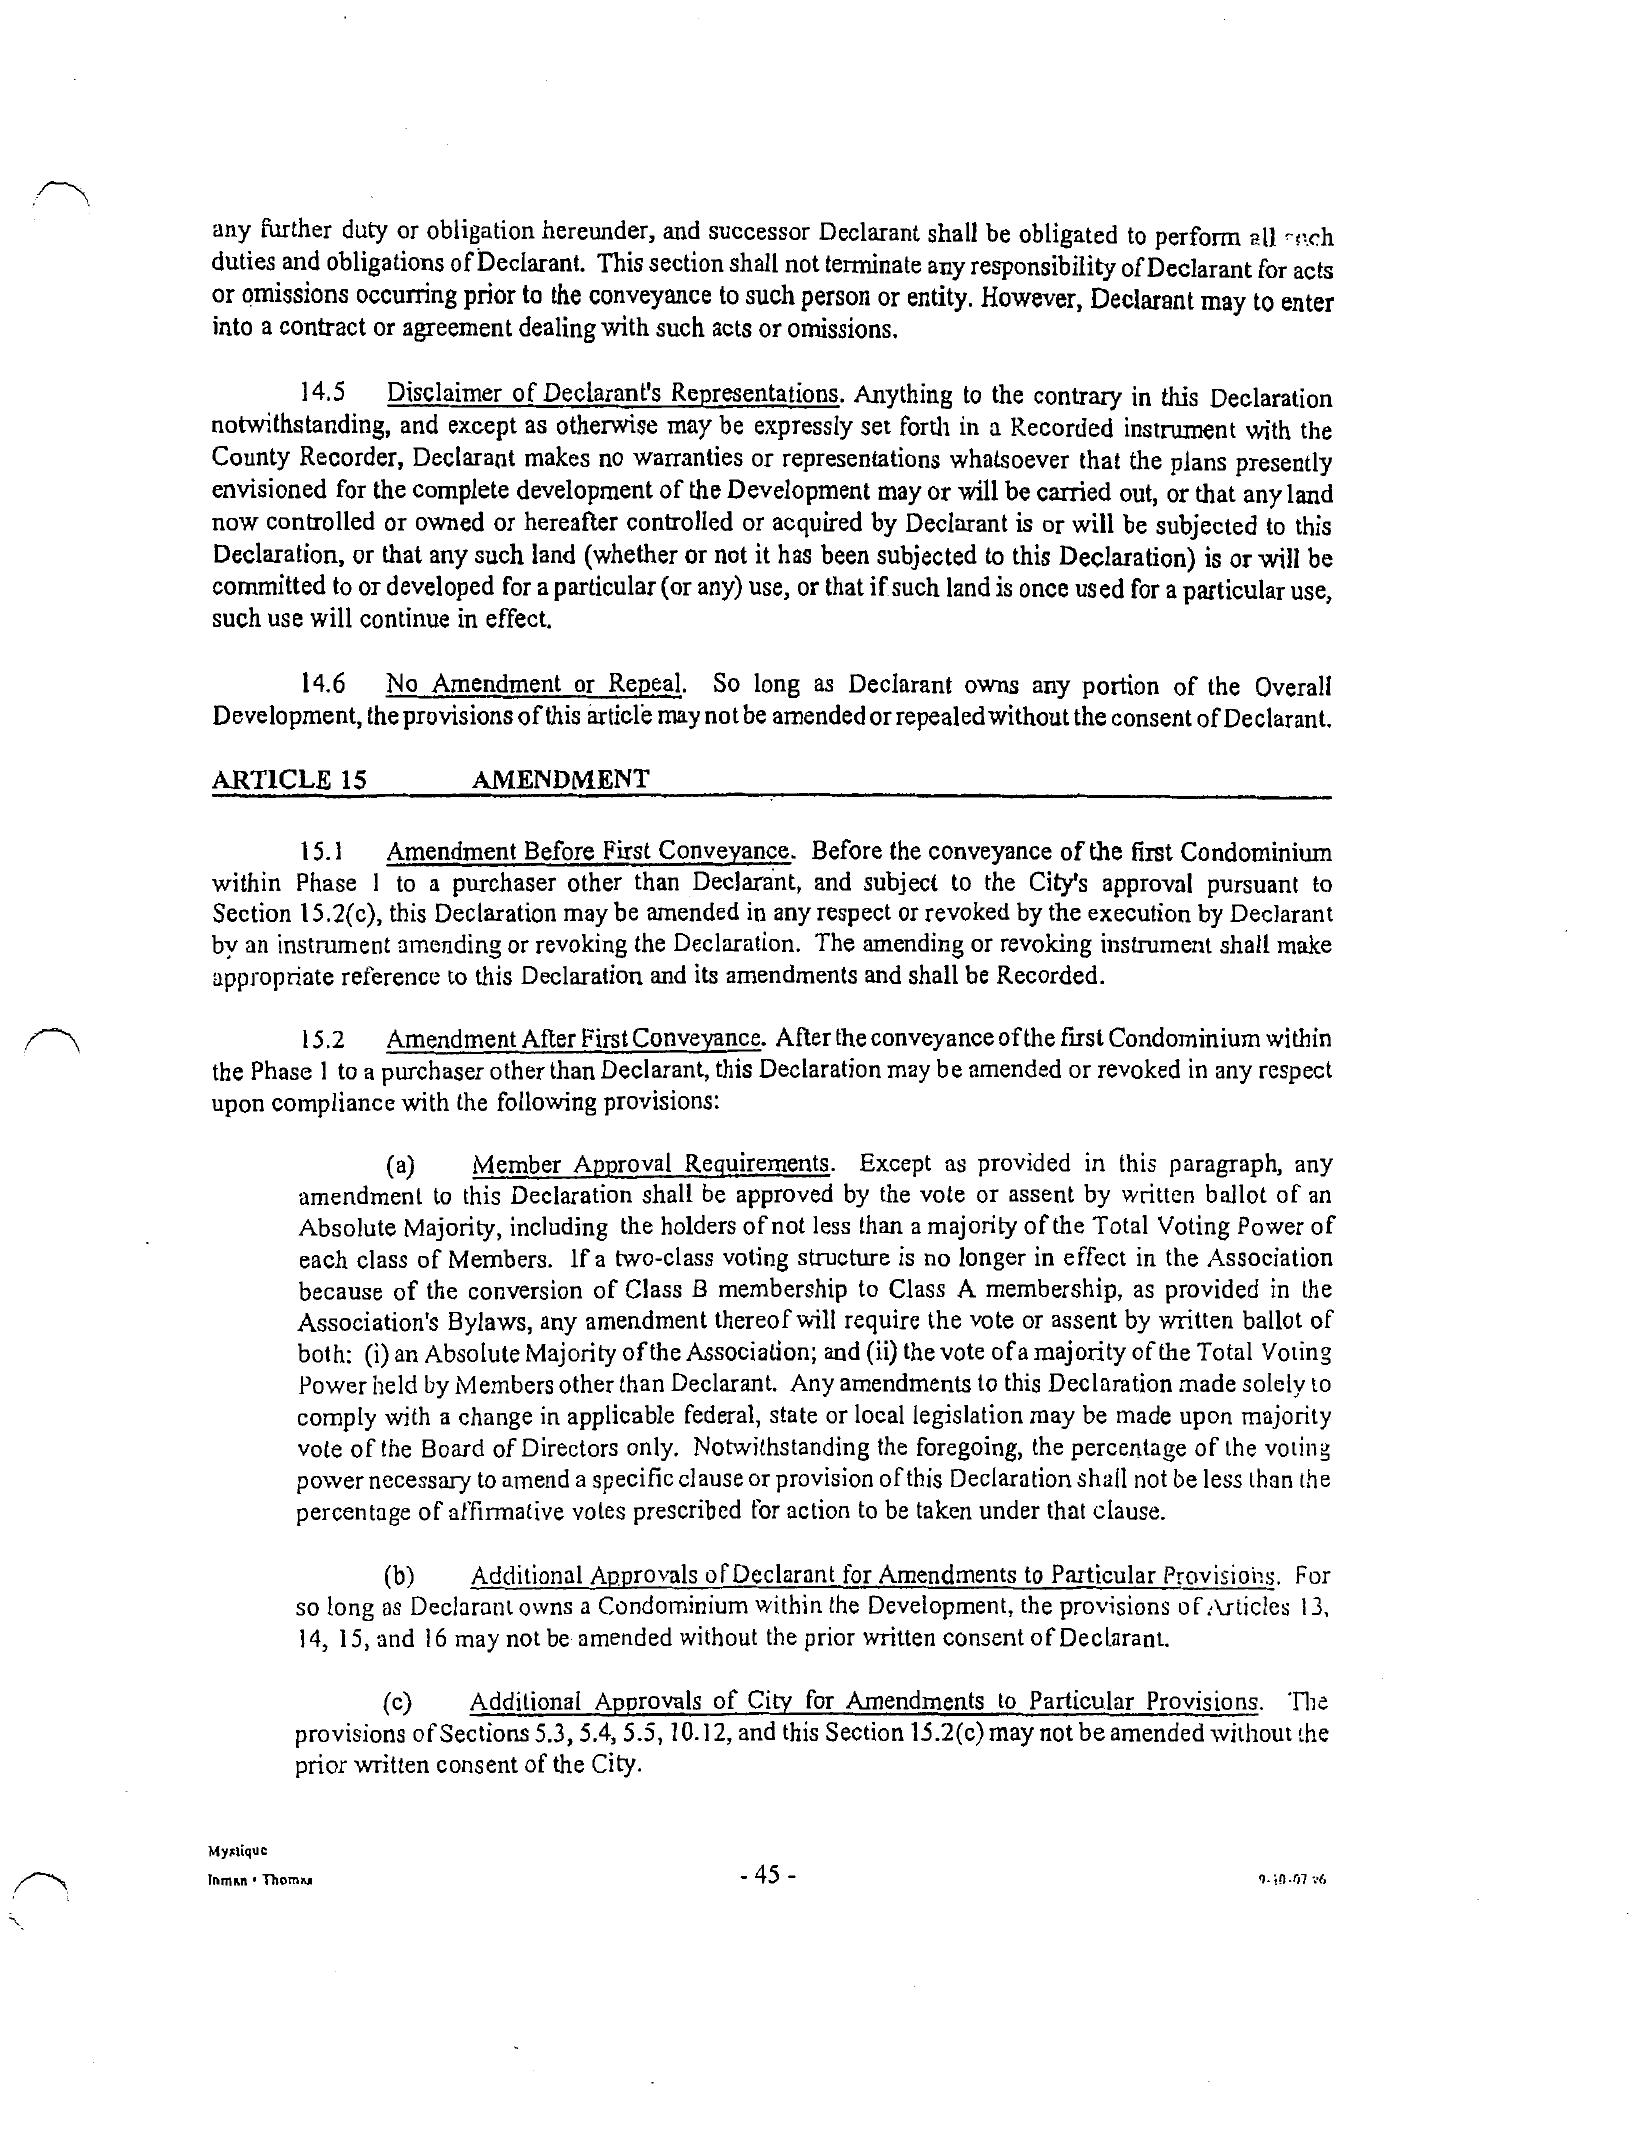 any further duty or obligation hereunder, and successor Declarant shall be obligated to perform all such
duties and obligations of Declarant. This section shall not terminate any responsibility of Declarant for acts
or omissions occurring prior to the conveyance to such person or entity. However, Declarant may to enter
into a contract or agreement dealing with such acts or omissions.
14.5 Disclaimer of Declarant's Representations. Anything to the contrary in this Declaration
notwithstanding, and except as otherwise may be expressly set forth in a Recorded instrument with the
County Recorder, Declarant makes no warranties or representations whatsoever that the plans presently
envisioned for the complete development of the Development may or will be carried out, or that any land
now controlled or owned or hereafter controlled or acquired by Declarant is or will be subjected to this
Declaration, or that any such land (whether or not it has been subjected to this Declaration) is or will be
committed to or developed for a particular (or any) use, or that if such land is once used for a particular use,
such use will continue in effect.
14.6 No Amendment or Repeal. So long as Declarant owns any portion of the Overall
Development, the provisions of this article may not be amended or repealed without the consent of Declarant.
ARTICLE 15 AMENDMENT
15.1 Amendment Before First Conveyance. Before the conveyance of the first Condominium
within Phase 1 to a purchaser other than Declarant, and subject to the City's approval pursuant to
Section 15.2(c), this Declaration may be amended in any respect or revoked by the execution by Declarant
by an instrument amending or revoking the Declaration. The amending or revoking instrument shall make
appropriate reference to this Declaration and its amendments and shall be Recorded.
15.2 Amendment After First Conveyance. After the conveyance of the first Condominium within
the Phase 1 to a purchaser other than Declarant, this Declaration may be amended or revoked in any respect
upon compliance with the following provisions:
(a) Member Approval Requirements. Except as provided in this paragraph, any
amendment to this Declaration shall be approved by the vote or assent by written ballot of an
Absolute Majority, including the holders of not less than a majority of the Total Voting Power of
each class of Members. If a two-class voting structure is no longer in effect in the Association
because of the conversion of Class B membership to Class A membership, as provided in the
Association's Bylaws, any amendment thereof will require the vote or assent by written ballot of
both: (i) an Absolute Majority of the Association; and (ii) the vote of a majority of the Total Voting
Power held by Members other than Declarant. Any amendments to this Declaration made solely to
comply with a change in applicable federal, state or local legislation may be made upon majority
vote of the Board of Directors only. Notwithstanding the foregoing, the percentage of the voting
power necessary to amend a specific clause or provision of this Declaration shall not be less than the
percentage of affirmative votes prescribed for action to be taken under that clause.
(b) Additional Approvals of Declarant for Amendments to Particular Provisions. For
so long as Declarant owns a Condominium within the Development, the provisions of Articles 13,
14, 15, and 16 may not be amended without the prior written consent of Declarant.
(c) Additional Approvals of City for Amendments to Particular Provisions. The
provisions of Sections 5.3, 5.4, 5.5, 10.12, and this Section 15.2(c) may not be amended without the
prior written consent of the City.
Mystique
Inman • Thomas
- 45 -